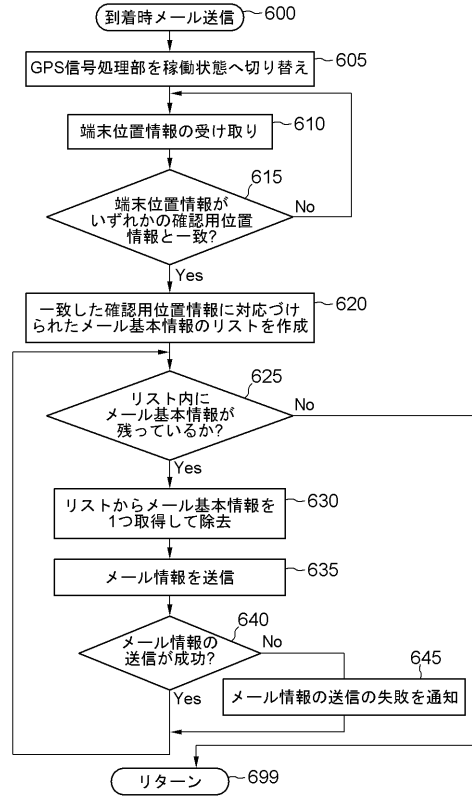 到着時メール送信 600
GPS信号処理部を稼働状態へ切り替え 605
端末位置情報の受け取り 610
615
端末位置情報が
いずれかの確認用位置
情報と一致?
No
Yes
一致した確認用位置情報に対応づけ
られたメール基本情報のリストを作成
620
625
リスト内に
メール基本情報が
残っているか?
No
Yes
リストからメール基本情報を
1つ取得して除去
630
メール情報を送信 635
640
メール情報の
送信が成功?
No
Yes
645
メール情報の送信の失敗を通知
リターン 699